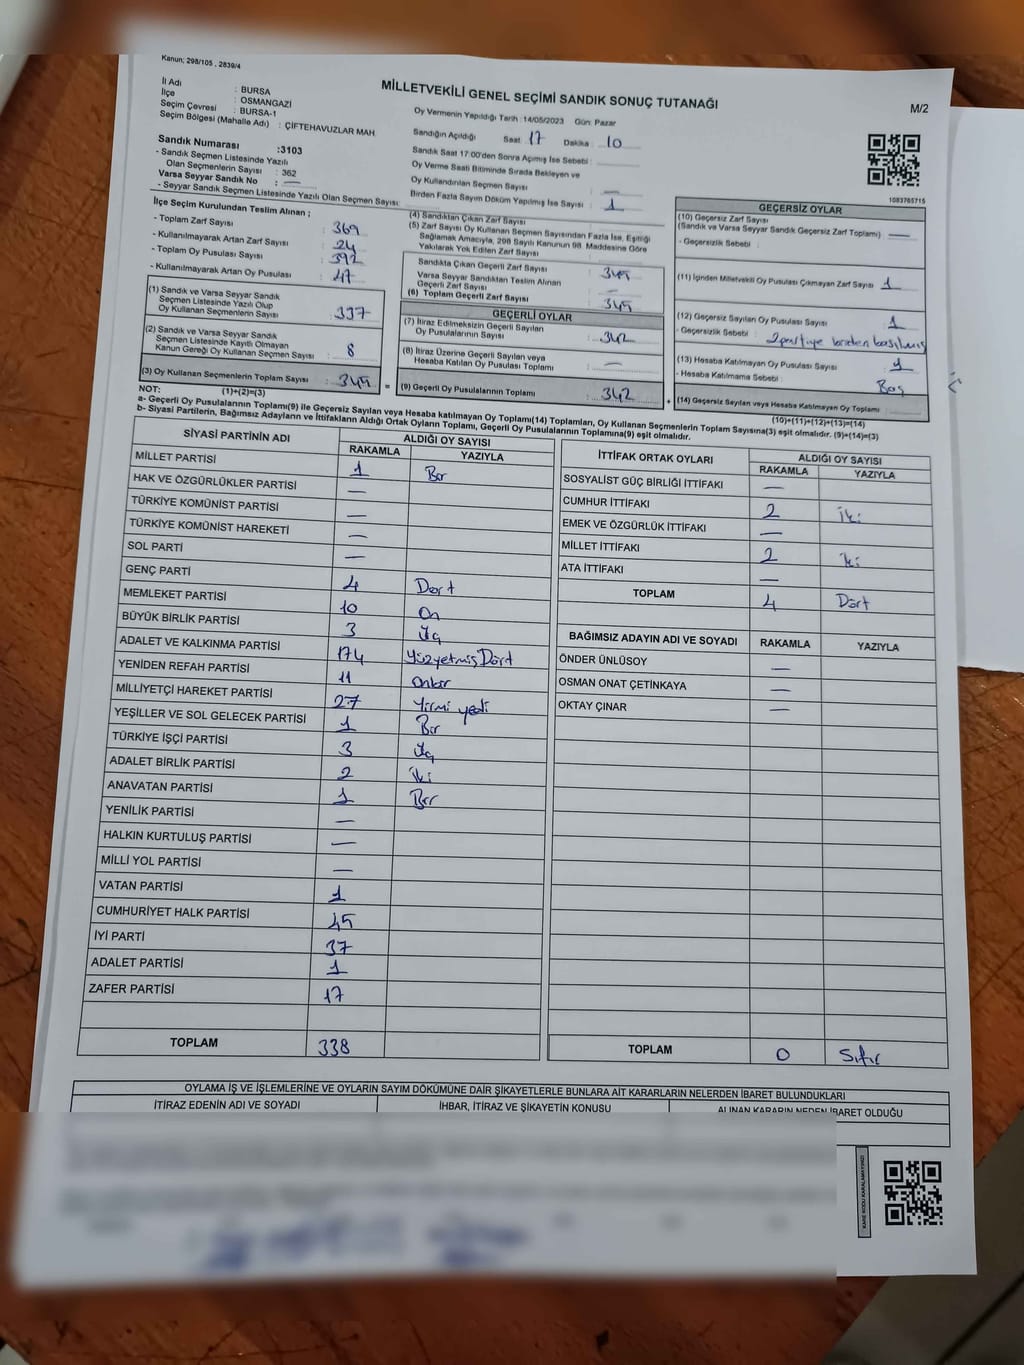 Kanun; 298/105 , 2839/4
MİLLETVEKİLİ GENEL SEÇİMİ SANDIK SONUÇ TUTANAĞI
M/2
İl Adı : BURSA
İlçe : OSMANGAZİ
Seçim Çevresi : BURSA-1
Seçim Bölgesi (Mahalle Adı) : ÇİFTEHAVUZLAR MAH.
Oy Vermenin Yapıldığı Tarih :14/05/2023 Gün: Pazar
Sandığın Açıldığı Saat 17 Dakika 10
Sandık Saat 17:00'den Sonra Açımış İse Sebebi :
Oy Verme Saati Bitiminde Sırada Bekleyen ve
Oy Kullandırılan Seçmen Sayısı : —
Birden Fazla Sayım Döküm Yapılmış İse Sayısı : 1
Sandık Numarası :3103
- Sandık Seçmen Listesinde Yazılı
Olan Seçmenlerin Sayısı : 362
Varsa Seyyar Sandık No : —
- Seyyar Sandık Seçmen Listesinde Yazılı Olan Seçmen Sayısı:
1083765715
İlçe Seçim Kurulundan Teslim Alınan ;
- Toplam Zarf Sayısı : 369
- Kullanılmayarak Artan Zarf Sayısı : 24
- Toplam Oy Pusulası Sayısı : 392
- Kullanılmayarak Artan Oy Pusulası : 47
(1) Sandık ve Varsa Seyyar Sandık
Seçmen Listesinde Yazılı Olup
Oy Kullanan Seçmenlerin Sayısı : 337
(2) Sandık ve Varsa Seyyar Sandık
Seçmen Listesinde Kayıtlı Olmayan
Kanun Gereği Oy Kullanan Seçmen Sayısı : 8
(3) Oy Kullanan Seçmenlerin Toplam Sayısı : 345
(1)+(2)=(3)
(4) Sandıktan Çıkan Zarf Sayısı
(5) Zarf Sayısı Oy Kullanan Seçmen Sayısından Fazla İse, Eşitliği
Sağlamak Amacıyla, 298 Sayılı Kanunun 98. Maddesine Göre
Yakılarak Yok Edilen Zarf Sayısı
Sandıkta Çıkan Geçerli Zarf Sayısı : 345
Varsa Seyyar Sandıktan Teslim Alınan
Geçerli Zarf Sayısı : —
(6) Toplam Geçerli Zarf Sayısı : 345
GEÇERLİ OYLAR
(7) İtiraz Edilmeksizin Geçerli Sayılan
Oy Pusulalarının Sayısı : 342
(8) İtiraz Üzerine Geçerli Sayılan veya
Hesaba Katılan Oy Pusulası Toplamı : —
(9) Geçerli Oy Pusulalarının Toplamı : 342
GEÇERSİZ OYLAR
(10) Geçersiz Zarf Sayısı
(Sandık ve Varsa Seyyar Sandık Geçersiz Zarf Toplamı) : —
- Geçersizlik Sebebi :
(11) İçinden Milletvekili Oy Pusulası Çıkmayan Zarf Sayısı : 1
(12) Geçersiz Sayılan Oy Pusulası Sayısı : 1
- Geçersizlik Sebebi : 2 partiye birden basılmış
(13) Hesaba Katılmayan Oy Pusulası Sayısı : 1
- Hesaba Katılmama Sebebi : Boş
(14) Geçersiz Sayılan veya Hesaba Katılmayan Oy Toplamı :
(10)+(11)+(12)+(13)=(14)
NOT:
a- Geçerli Oy Pusulalarının Toplamı(9) ile Geçersiz Sayılan veya Hesaba katılmayan Oy Toplamı(14) Toplamları, Oy Kullanan Seçmenlerin Toplam Sayısına(3) eşit olmalıdır. (9)+(14)=(3)
b- Siyasi Partilerin, Bağımsız Adayların ve İttifakların Aldığı Ortak Oyların Toplamı, Geçerli Oy Pusulalarının Toplamına(9) eşit olmalıdır.
SİYASİ PARTİNİN ADI ALDIĞI OY SAYISI
RAKAMLA YAZIYLA
MİLLET PARTİSİ 1 Bir
HAK VE ÖZGÜRLÜKLER PARTİSİ —
TÜRKİYE KOMÜNİST PARTİSİ —
TÜRKİYE KOMÜNİST HAREKETİ —
SOL PARTİ —
GENÇ PARTİ 4 Dört
MEMLEKET PARTİSİ 10 On
BÜYÜK BİRLİK PARTİSİ 3 Üç
ADALET VE KALKINMA PARTİSİ 174 Yüzyetmiş Dört
YENİDEN REFAH PARTİSİ 11 Onbir
MİLLİYETÇİ HAREKET PARTİSİ 27 Yirmi yedi
YEŞİLLER VE SOL GELECEK PARTİSİ 1 Bir
TÜRKİYE İŞÇİ PARTİSİ 3 Üç
ADALET BİRLİK PARTİSİ 2 İki
ANAVATAN PARTİSİ 1 Bir
YENİLİK PARTİSİ —
HALKIN KURTULUŞ PARTİSİ —
MİLLİ YOL PARTİSİ —
VATAN PARTİSİ 1
CUMHURİYET HALK PARTİSİ 45
İYİ PARTİ 37
ADALET PARTİSİ 1
ZAFER PARTİSİ 17
TOPLAM 338
İTTİFAK ORTAK OYLARI ALDIĞI OY SAYISI
RAKAMLA YAZIYLA
SOSYALİST GÜÇ BİRLİĞİ İTTİFAKI —
CUMHUR İTTİFAKI 2 İki
EMEK VE ÖZGÜRLÜK İTTİFAKI —
MİLLET İTTİFAKI 2 İki
ATA İTTİFAKI —
TOPLAM 4 Dört
BAĞIMSIZ ADAYIN ADI VE SOYADI RAKAMLA YAZIYLA
ÖNDER ÜNLÜSOY —
OSMAN ONAT ÇETİNKAYA —
OKTAY ÇINAR —
TOPLAM 0 Sıfır
OYLAMA İŞ VE İŞLEMLERİNE VE OYLARIN SAYIM DÖKÜMÜNE DAİR ŞİKAYETLERLE BUNLARA AİT KARARLARIN NELERDEN İBARET BULUNDUKLARI
İTİRAZ EDENİN ADI VE SOYADI İHBAR, İTİRAZ VE ŞİKAYETİN KONUSU ALINAN KARARIN NEDEN İBARET OLDUĞU
KARE KODU KARALAMAYINIZ!